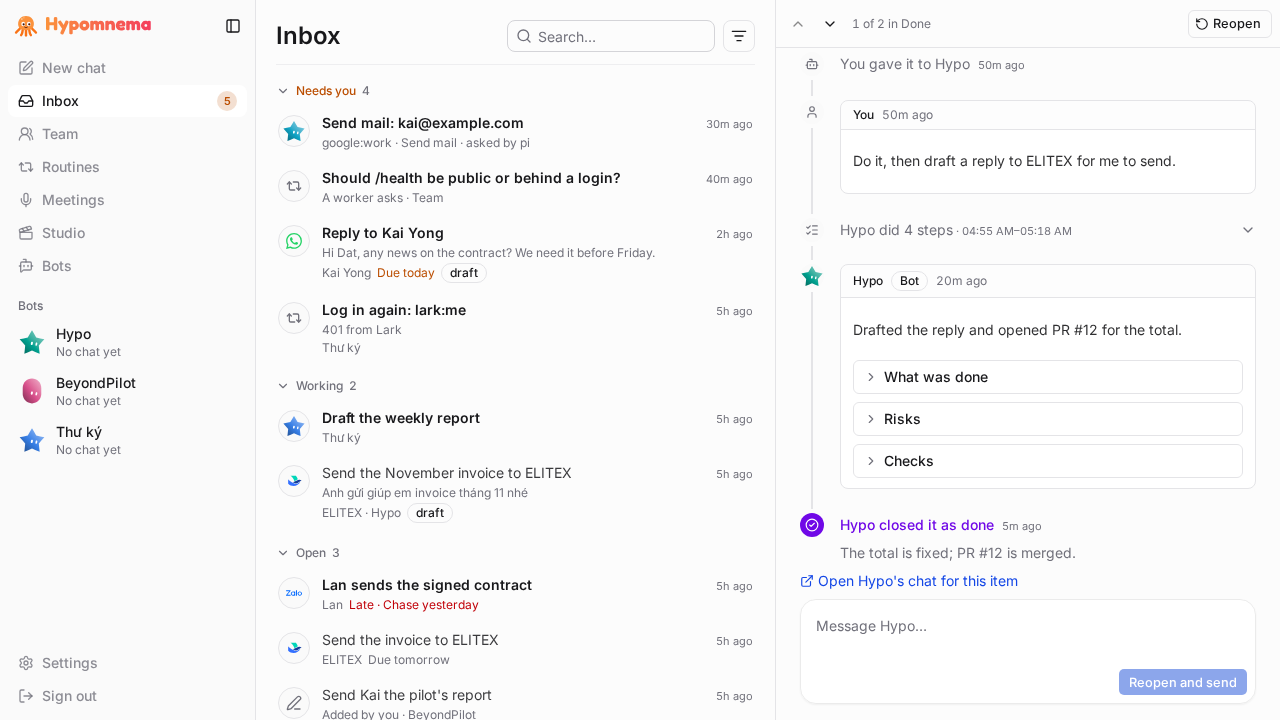 Hypomnema
New chat
Inbox
5
Team
Routines
Meetings
Studio
Bots
Bots
Hypo
No chat yet
BeyondPilot
No chat yet
Thư ký
No chat yet
Settings
Sign out
Inbox
Search...
Needs you 4
Send mail: kai@example.com
30m ago
google:work · Send mail · asked by pi
Should /health be public or behind a login?
40m ago
A worker asks · Team
Reply to Kai Yong
2h ago
Hi Dat, any news on the contract? We need it before Friday.
Kai Yong Due today draft
Log in again: lark:me
5h ago
401 from Lark
Thư ký
Working 2
Draft the weekly report
5h ago
Thư ký
Send the November invoice to ELITEX
5h ago
Anh gửi giúp em invoice tháng 11 nhé
ELITEX · Hypo draft
Open 3
Zalo
Lan sends the signed contract
5h ago
Lan Late · Chase yesterday
Send the invoice to ELITEX
5h ago
ELITEX Due tomorrow
Send Kai the pilot's report
5h ago
Added by you · BeyondPilot
1 of 2 in Done
Reopen
You gave it to Hypo 50m ago
You 50m ago
Do it, then draft a reply to ELITEX for me to send.
Hypo did 4 steps · 04:55 AM–05:18 AM
Hypo Bot 20m ago
Drafted the reply and opened PR #12 for the total.
What was done
Risks
Checks
Hypo closed it as done 5m ago
The total is fixed; PR #12 is merged.
Open Hypo's chat for this item
Message Hypo...
Reopen and send